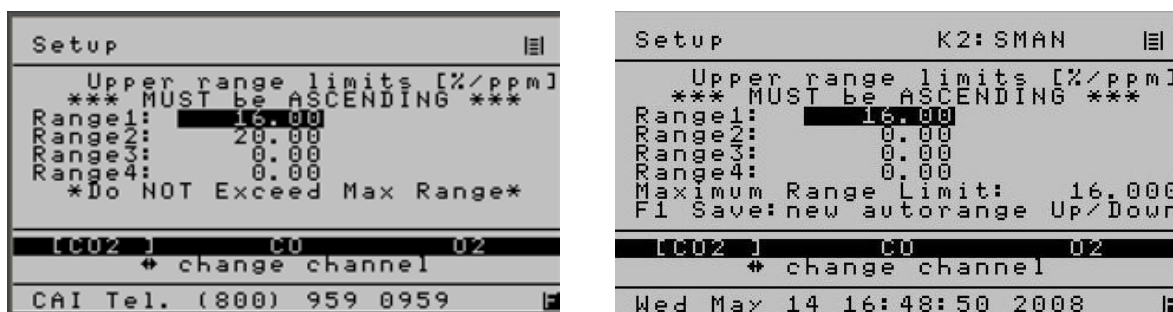 Setup
Upper range limits [%/ppm]
*** MUST be ASCENDING ***
Range1: 16.00
Range2: 20.00
Range3: 0.00
Range4: 0.00
*Do NOT Exceed Max Range*
[CO2 ] CO O2
change channel
CAI Tel. (800) 959 0959
Setup K2:SMAN
Upper range limits [%/ppm]
*** MUST be ASCENDING ***
Range1: 16.00
Range2: 0.00
Range3: 0.00
Range4: 0.00
Maximum Range Limit: 16.000
F1 Save:new autorange Up/Down
[CO2 ] CO O2
change channel
Wed May 14 16:48:50 2008